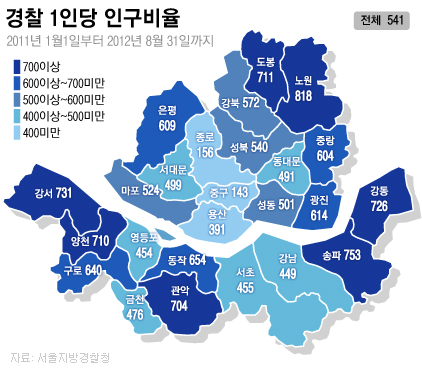 경찰 1인당 인구비율
전체 541
2011년 1월1일부터 2012년 8월 31일까지
700이상
600이상~700미만
500이상~600미만
400이상~500미만
400미만
도봉
711
노원
818
강북 572
은평
609
종로
156
성북 540
중랑
604
서대문
499
동대문
491
마포 524
중구 143
성동 501
광진
614
강동
726
강서 731
용산
391
양천 710
영등포
454
구로 640
동작 654
서초
455
강남
449
송파 753
금천
476
관악
704
자료: 서울지방경찰청